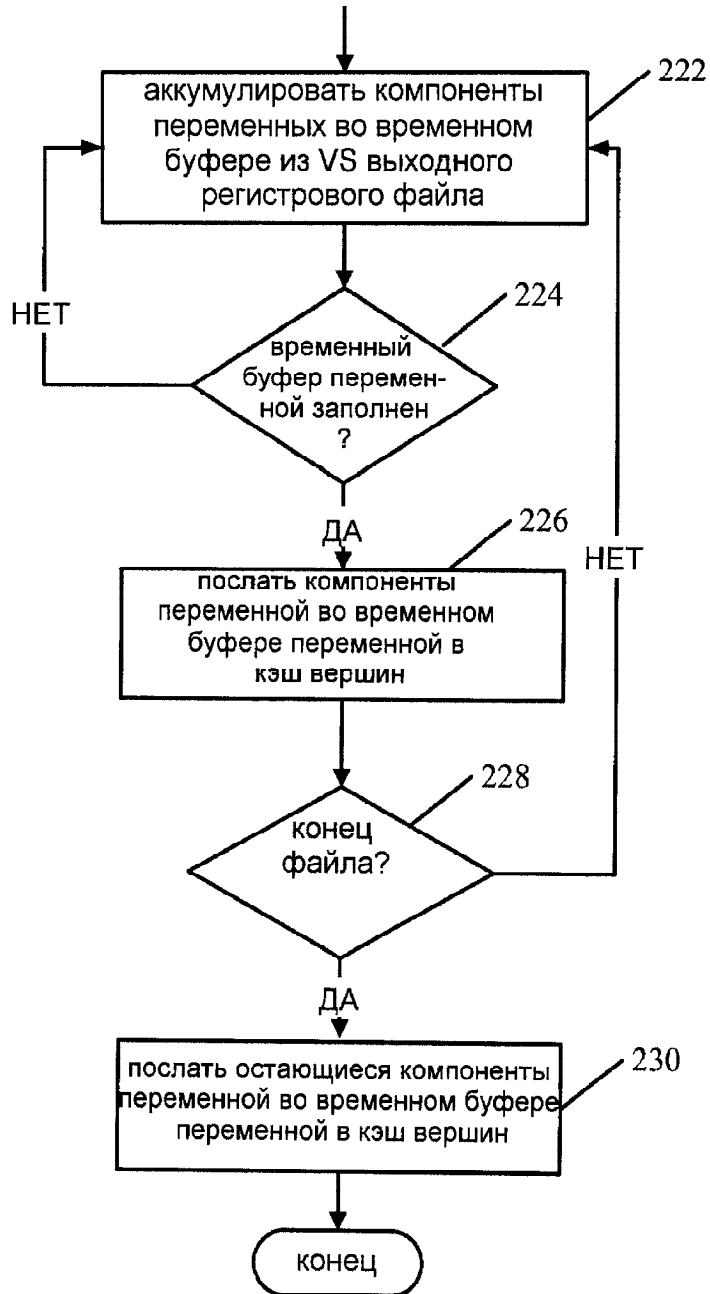 222
аккумулировать компоненты
переменных во временном
буфере из VS выходного
регистрового файла
НЕТ
224
временный
буфер перемен-
ной заполнен
?
ДА
226
НЕТ
послать компоненты
переменной во временном
буфере переменной в
кэш вершин
228
конец
файла?
ДА
230
послать остающиеся компоненты
переменной во временном буфере
переменной в кэш вершин
конец